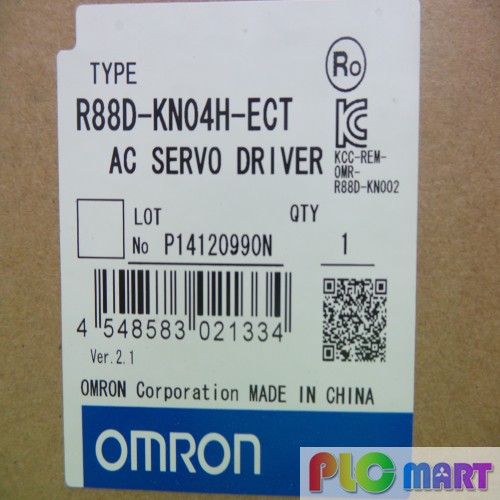 TYPE
Ro
R88D-KN04H-ECT
AC SERVO DRIVER
KCC-REM-
OMR-
R88D-KN002
LOT
No P14120990N
QTY
1
4 548583 021334
Ver.2.1
OMRON Corporation MADE IN CHINA
OMRON
PLC mart